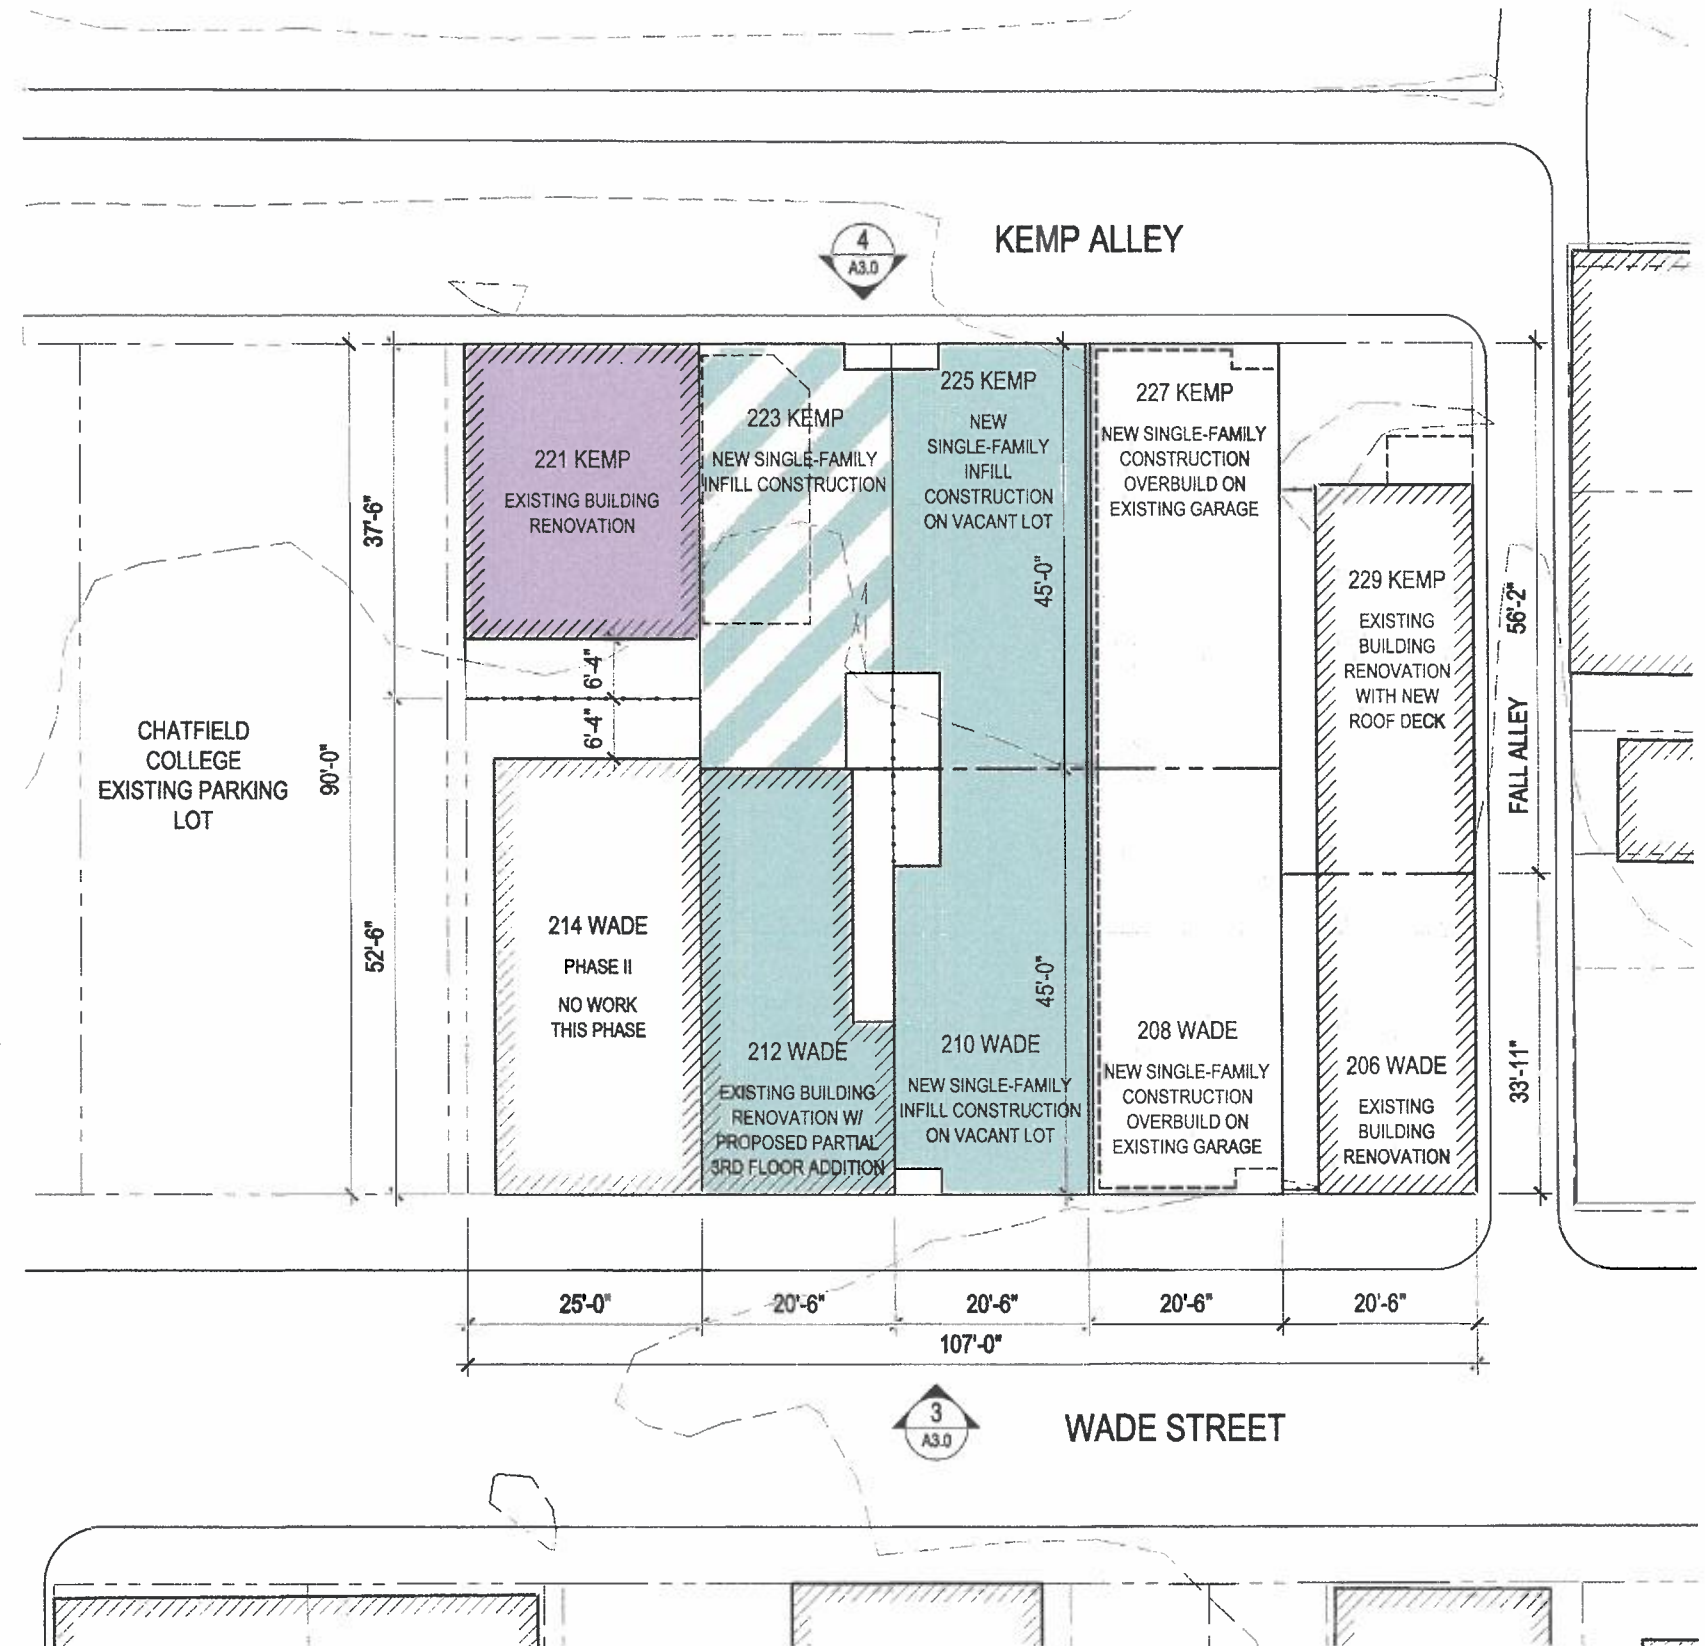 KEMP ALLEY
4
A3.0
221 KEMP
EXISTING BUILDING
RENOVATION
223 KEMP
NEW SINGLE-FAMILY
INFILL CONSTRUCTION
225 KEMP
NEW
SINGLE-FAMILY
INFILL
CONSTRUCTION
ON VACANT LOT
227 KEMP
NEW SINGLE-FAMILY
CONSTRUCTION
OVERBUILD ON
EXISTING GARAGE
229 KEMP
EXISTING
BUILDING
RENOVATION
WITH NEW
ROOF DECK
37'-6"
6'-4"
6'-4"
45'-0"
56'-2"
FALL ALLEY
CHATFIELD
COLLEGE
EXISTING PARKING
LOT
90'-0"
52'-6"
214 WADE
PHASE II
NO WORK
THIS PHASE
212 WADE
EXISTING BUILDING
RENOVATION W/
PROPOSED PARTIAL
3RD FLOOR ADDITION
45'-0"
210 WADE
NEW SINGLE-FAMILY
INFILL CONSTRUCTION
ON VACANT LOT
208 WADE
NEW SINGLE-FAMILY
CONSTRUCTION
OVERBUILD ON
EXISTING GARAGE
206 WADE
EXISTING
BUILDING
RENOVATION
33'-11"
25'-0"
20'-6"
20'-6"
20'-6"
20'-6"
107'-0"
3
A3.0
WADE STREET